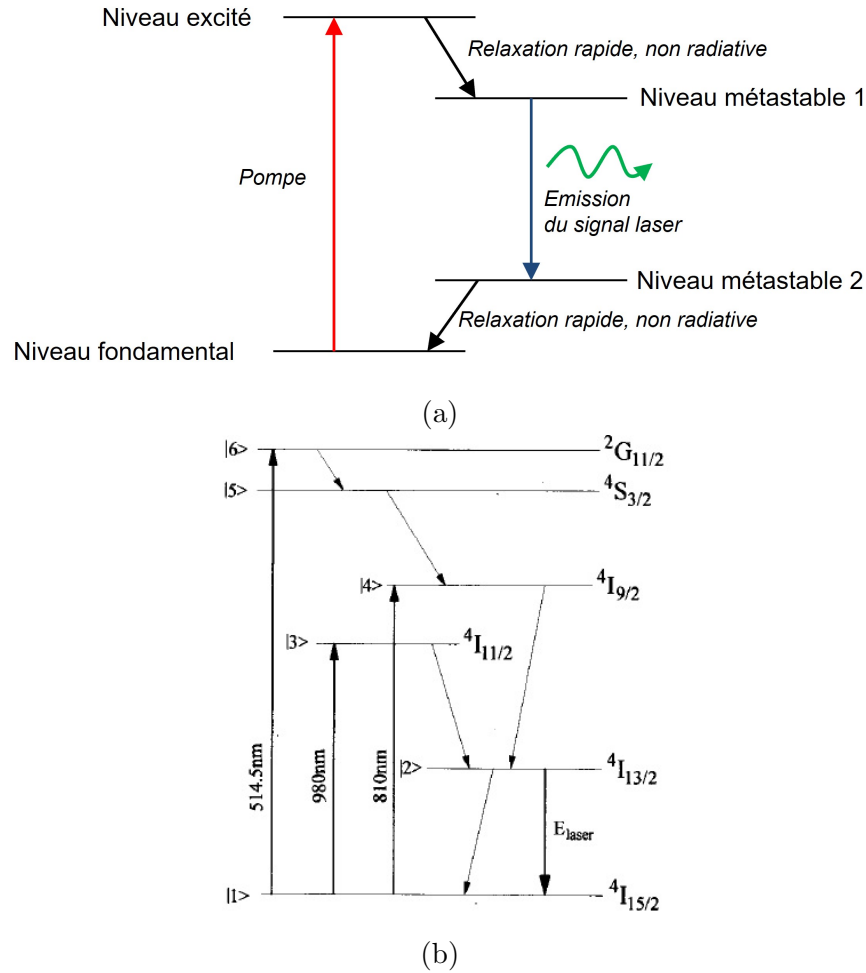 Niveau excité
Relaxation rapide, non radiative
Niveau métastable 1
Pompe
Emission
du signal laser
Niveau métastable 2
Relaxation rapide, non radiative
Niveau fondamental
(a)
|6>
²G₁₁/₂
|5>
⁴S₃/₂
|4>
⁴I₉/₂
|3>
⁴I₁₁/₂
514.5nm
980nm
810nm
|2>
⁴I₁₃/₂
E_laser
|1>
⁴I₁₅/₂
(b)